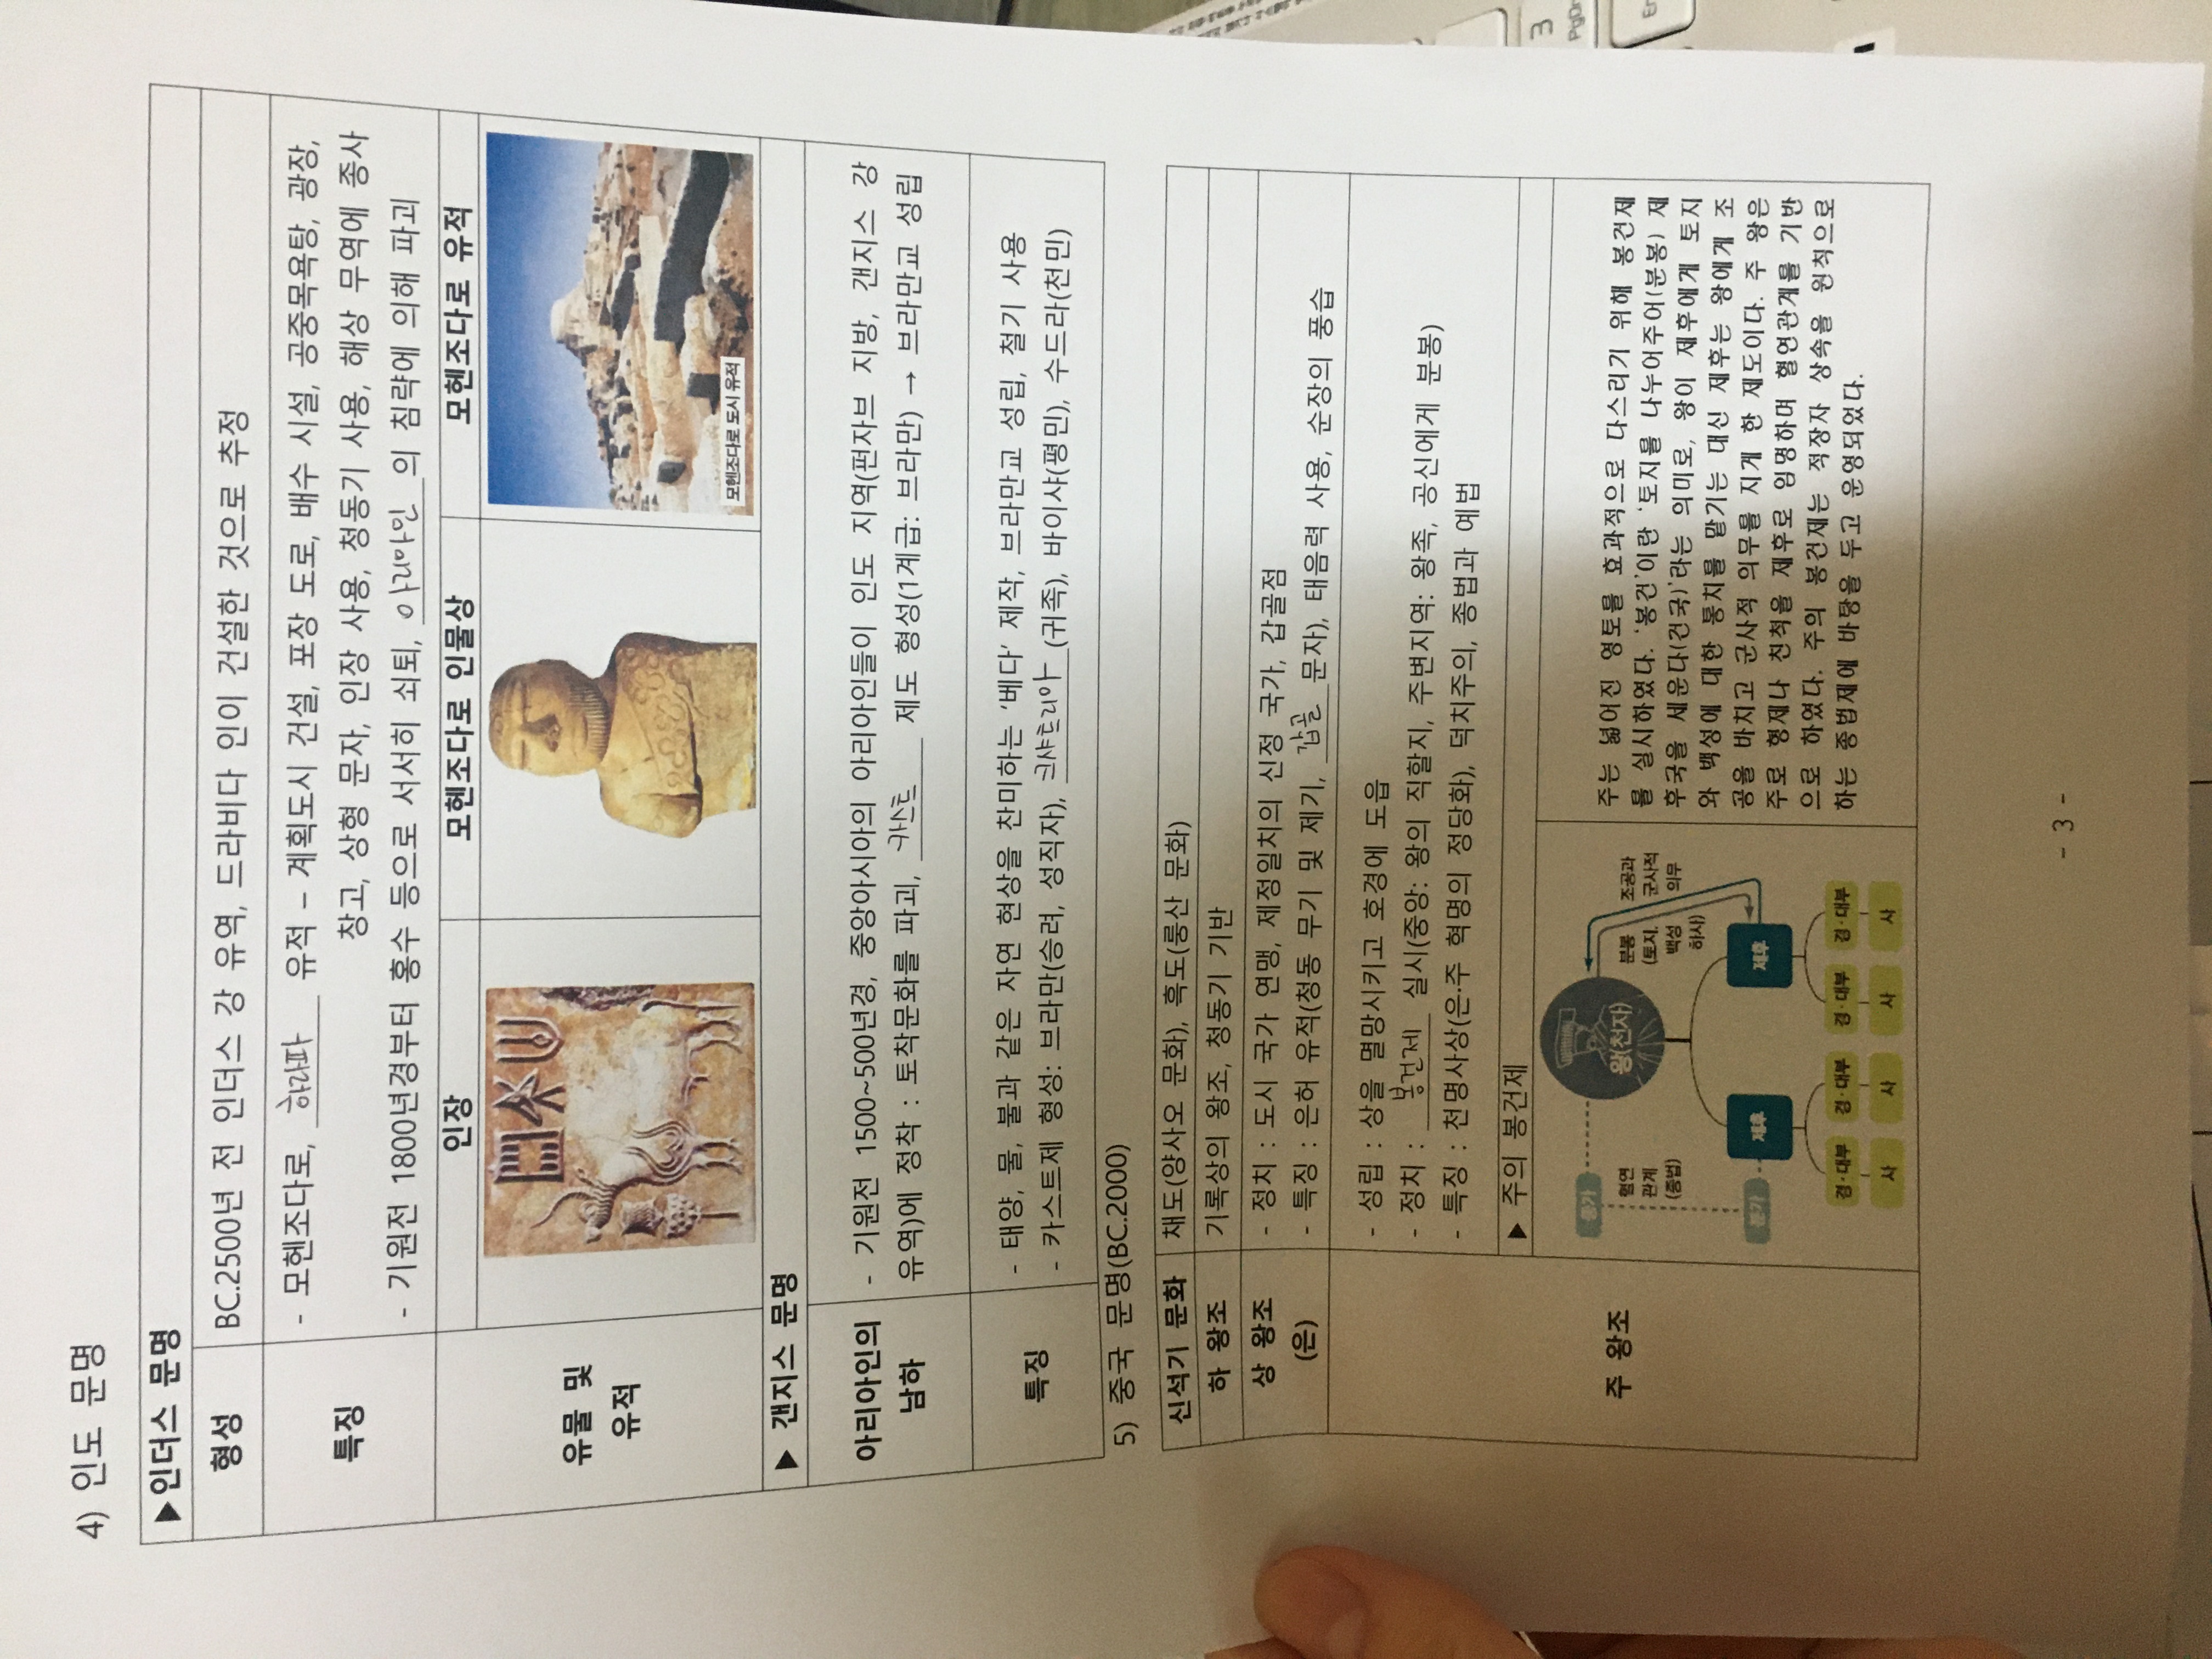 4) 인도 문명
▶인더스 문명
형성
BC.2500년 전 인더스 강 유역, 드라비다 인이 건설한 것으로 추정
특징
- 모헨조다로, 하라파 유적 – 계획도시 건설, 포장 도로, 배수 시설, 공중목욕탕, 광장,
창고, 상형 문자, 인장 사용, 청동기 사용, 해상 무역에 종사
- 기원전 1800년경부터 홍수 등으로 서서히 쇠퇴, 아리아인의 침략에 의해 파괴
유물 및
유적
인장
모헨조다로 인물상
모헨조다로 유적
모헨조다로 도시 유적
▶ 갠지스 문명
아리아인의
남하
- 기원전 1500~500년경, 중앙아시아의 아리아인들이 인도 지역(펀자브 지방, 갠지스 강
유역)에 정착 : 토착문화를 파괴, 카스트 제도 형성(1계급: 브라만) → 브라만교 성립
특징
- 태양, 물, 불과 같은 자연 현상을 찬미하는 '베다' 제작, 브라만교 성립, 철기 사용
- 카스트제 형성: 브라만(승려, 성직자), 크샤트리아(귀족), 바이샤(평민), 수드라(천민)
5) 중국 문명(BC.2000)
신석기 문화
채도(양사오 문화), 흑도(룽산 문화)
하 왕조
기록상의 왕조, 청동기 기반
상 왕조
(은)
- 정치 : 도시 국가 연맹, 제정일치의 신정 국가, 갑골점
- 특징 : 은허 유적(청동 무기 및 제기, 갑골 문자), 태음력 사용, 순장의 풍습
주 왕조
- 성립 : 상을 멸망시키고 호경에 도읍
- 정치 : 봉건제 실시(중앙: 왕의 직할지, 주변지역: 왕족, 공신에게 분봉)
- 특징 : 천명사상(은·주 혁명의 정당화), 덕치주의, 종법과 예법
▶ 주의 봉건제
종가
왕(천자)
혈연
관계
(종법)
분봉
(토지,
백성
하사)
조공과
군사적
의무
분가
제후
제후
경·대부
경·대부
경·대부
경·대부
사
사
사
사
주는 넓어진 영토를 효과적으로 다스리기 위해 봉건제
를 실시하였다. '봉건'이란 '토지를 나누어주어(분봉) 제
후국을 세운다(건국)'라는 의미로, 왕이 제후에게 토지
와 백성에 대한 통치를 맡기는 대신 제후는 왕에게 조
공을 바치고 군사적 의무를 지게 한 제도이다. 주 왕은
주로 형제나 친척을 제후로 임명하며 혈연관계를 기반
으로 하였다. 주의 봉건제는 적장자 상속을 원칙으로
하는 종법제에 바탕을 두고 운영되었다.
- 3 -
3
PgDn